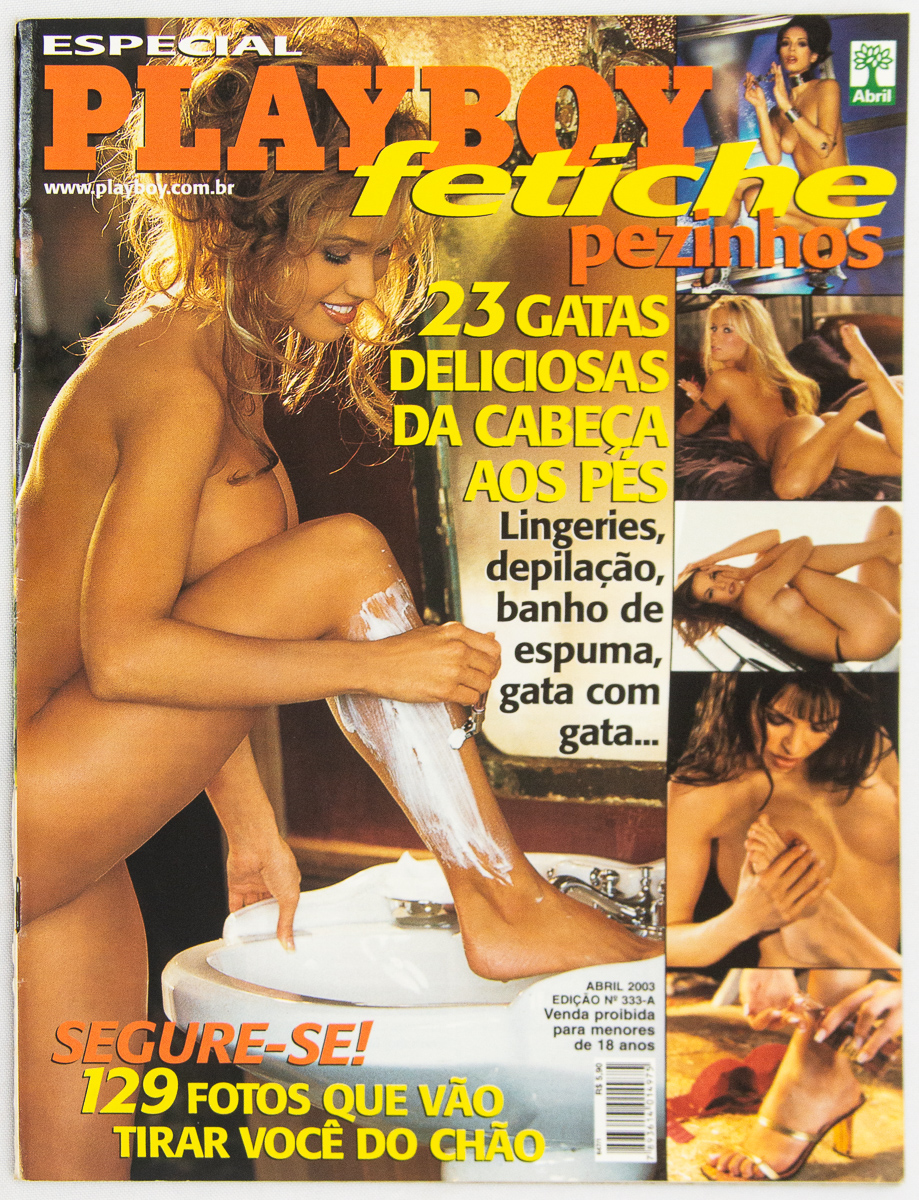 ESPECIAL
PLAYBOY
www.playboy.com.br
Abril
fetiche
pezinhos
23 GATAS
DELICIOSAS
DA CABEÇA
AOS PÉS
Lingeries,
depilação,
banho de
espuma,
gata com
gata...
ABRIL 2003
EDIÇÃO Nº 333-A
Venda proibida
para menores
de 18 anos
R$ 5,90
SEGURE-SE!
129 FOTOS QUE VÃO
TIRAR VOCÊ DO CHÃO